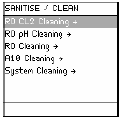 SANITISE / CLEAN
RO CL2 Cleaning →
RO pH Cleaning →
RO Cleaning →
A10 Cleaning →
System Cleaning →